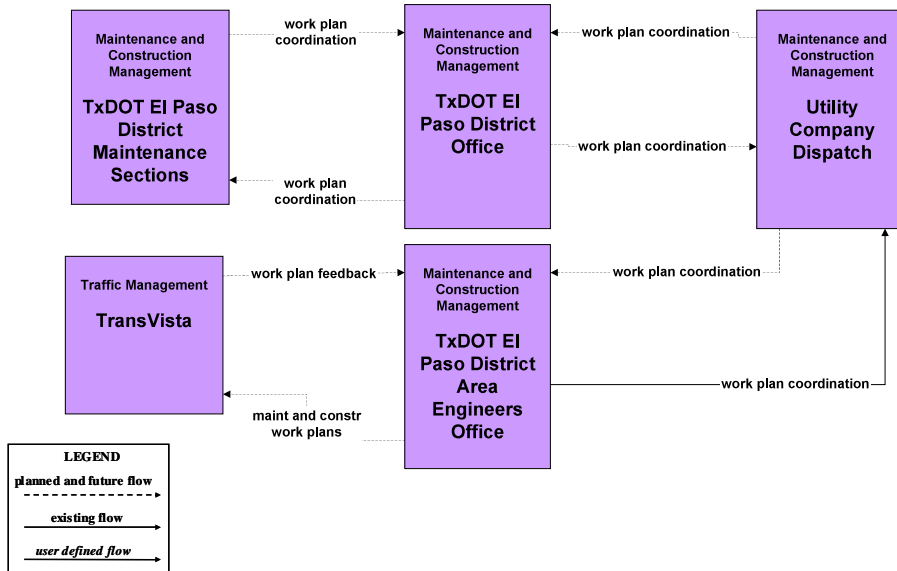 Maintenance and
Construction
Management
TxDOT El Paso
District
Maintenance
Sections
work plan
coordination
work plan
coordination
Maintenance and
Construction
Management
TxDOT El
Paso District
Office
work plan coordination
work plan coordination
Maintenance and
Construction
Management
Utility
Company
Dispatch
Traffic Management
TransVista
work plan feedback
maint and constr
work plans
Maintenance and
Construction
Management
TxDOT El
Paso District
Area
Engineers
Office
work plan coordination
work plan coordination
LEGEND
planned and future flow
existing flow
user defined flow